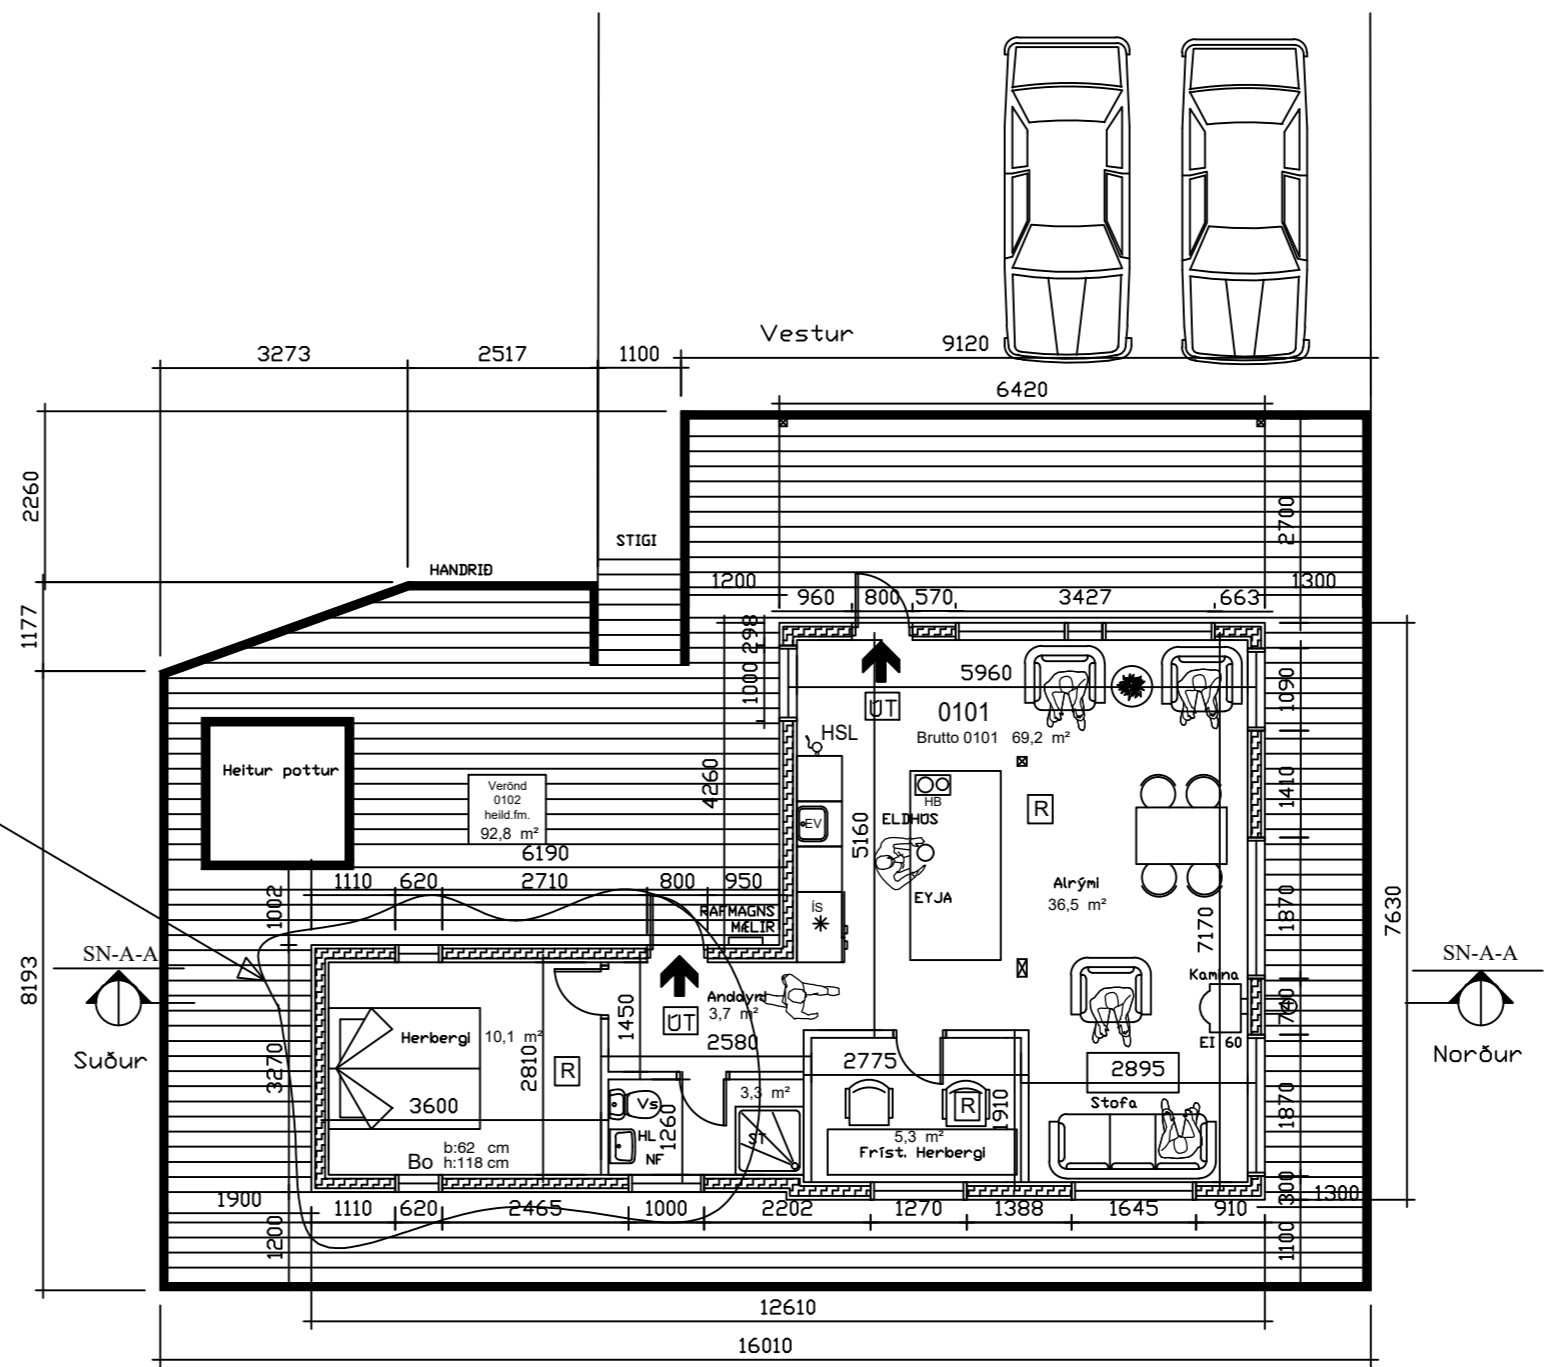 Vestur
9120
3273
2517
1100
6420
2260
2700
STIGI
HANDRIÐ
1177
1200
1300
960
800
570
3427
663
298
1000
5960
1090
ÚT
0101
HSL
Brutto 0101 69,2 m²
Heitur pottur
Verönd
0102
heild.fm.
92,8 m²
4260
HB
R
1410
EV
ELDHÚS
5160
6190
1110
620
2710
800
950
Alrými
36,5 m²
EYJA
ís
RAFMAGNS
MÆLIR
1002
1870
7630
7170
SN-A-A
SN-A-A
8193
Kamína
740
Anddyri
3,7 m²
1450
ÚT
Herbergi 10,1 m²
2580
EI 60
Suður
Norður
3270
2810
R
2775
2895
3,3 m²
3600
Vs
1260
R
1910
Stofa
1870
HL
NF
ST
5,3 m²
Fríst. Herbergi
Bo
b:62 cm
h:118 cm
1900
300
1300
1110
620
2465
1000
2202
1270
1388
1645
910
1200
1100
12610
16010